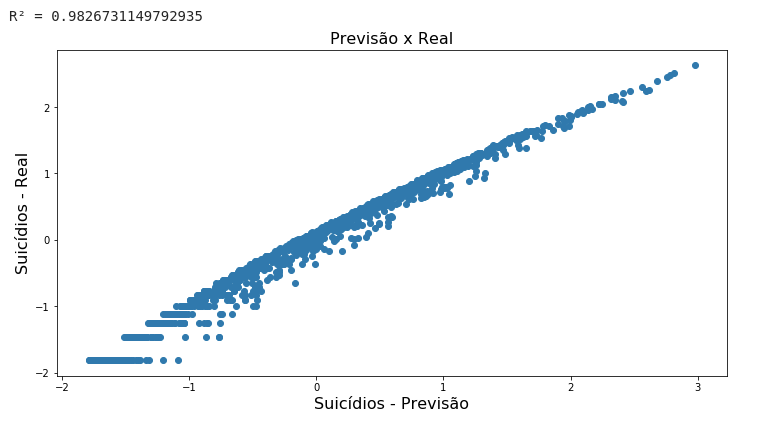 R² = 0.9826731149792935
Previsão x Real
Suicídios - Real
2
1
0
−1
−2
−2 −1 0 1 2 3
Suicídios - Previsão